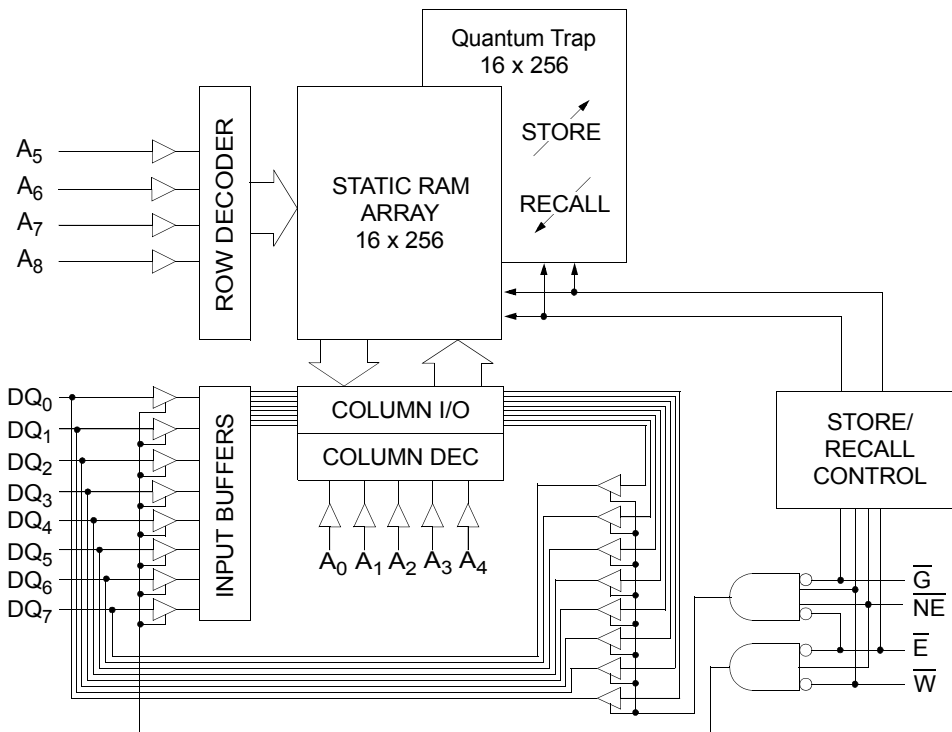 Quantum Trap
16 x 256
STORE
RECALL
STATIC RAM
ARRAY
16 x 256
ROW DECODER
A5
A6
A7
A8
DQ0
DQ1
DQ2
DQ3
DQ4
DQ5
DQ6
DQ7
INPUT BUFFERS
COLUMN I/O
COLUMN DEC
A0 A1 A2 A3 A4
STORE/
RECALL
CONTROL
G̅
N̅E̅
E̅
W̅